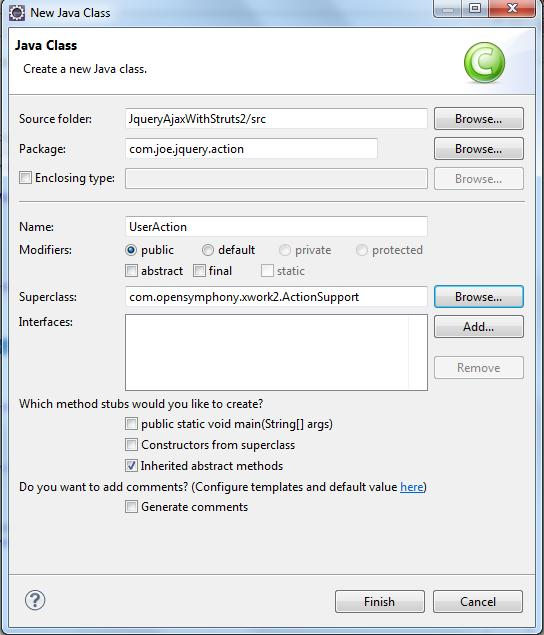 New Java Class
Java Class
Create a new Java class.
C
Source folder: JqueryAjaxWithStruts2/src Browse...
Package: com.joe.jquery.action Browse...
Enclosing type: Browse...
Name: UserAction
Modifiers: public default private protected
abstract final static
Superclass: com.opensymphony.xwork2.ActionSupport Browse...
Interfaces: Add...
Remove
Which method stubs would you like to create?
public static void main(String[] args)
Constructors from superclass
Inherited abstract methods
Do you want to add comments? (Configure templates and default value here)
Generate comments
? Finish Cancel